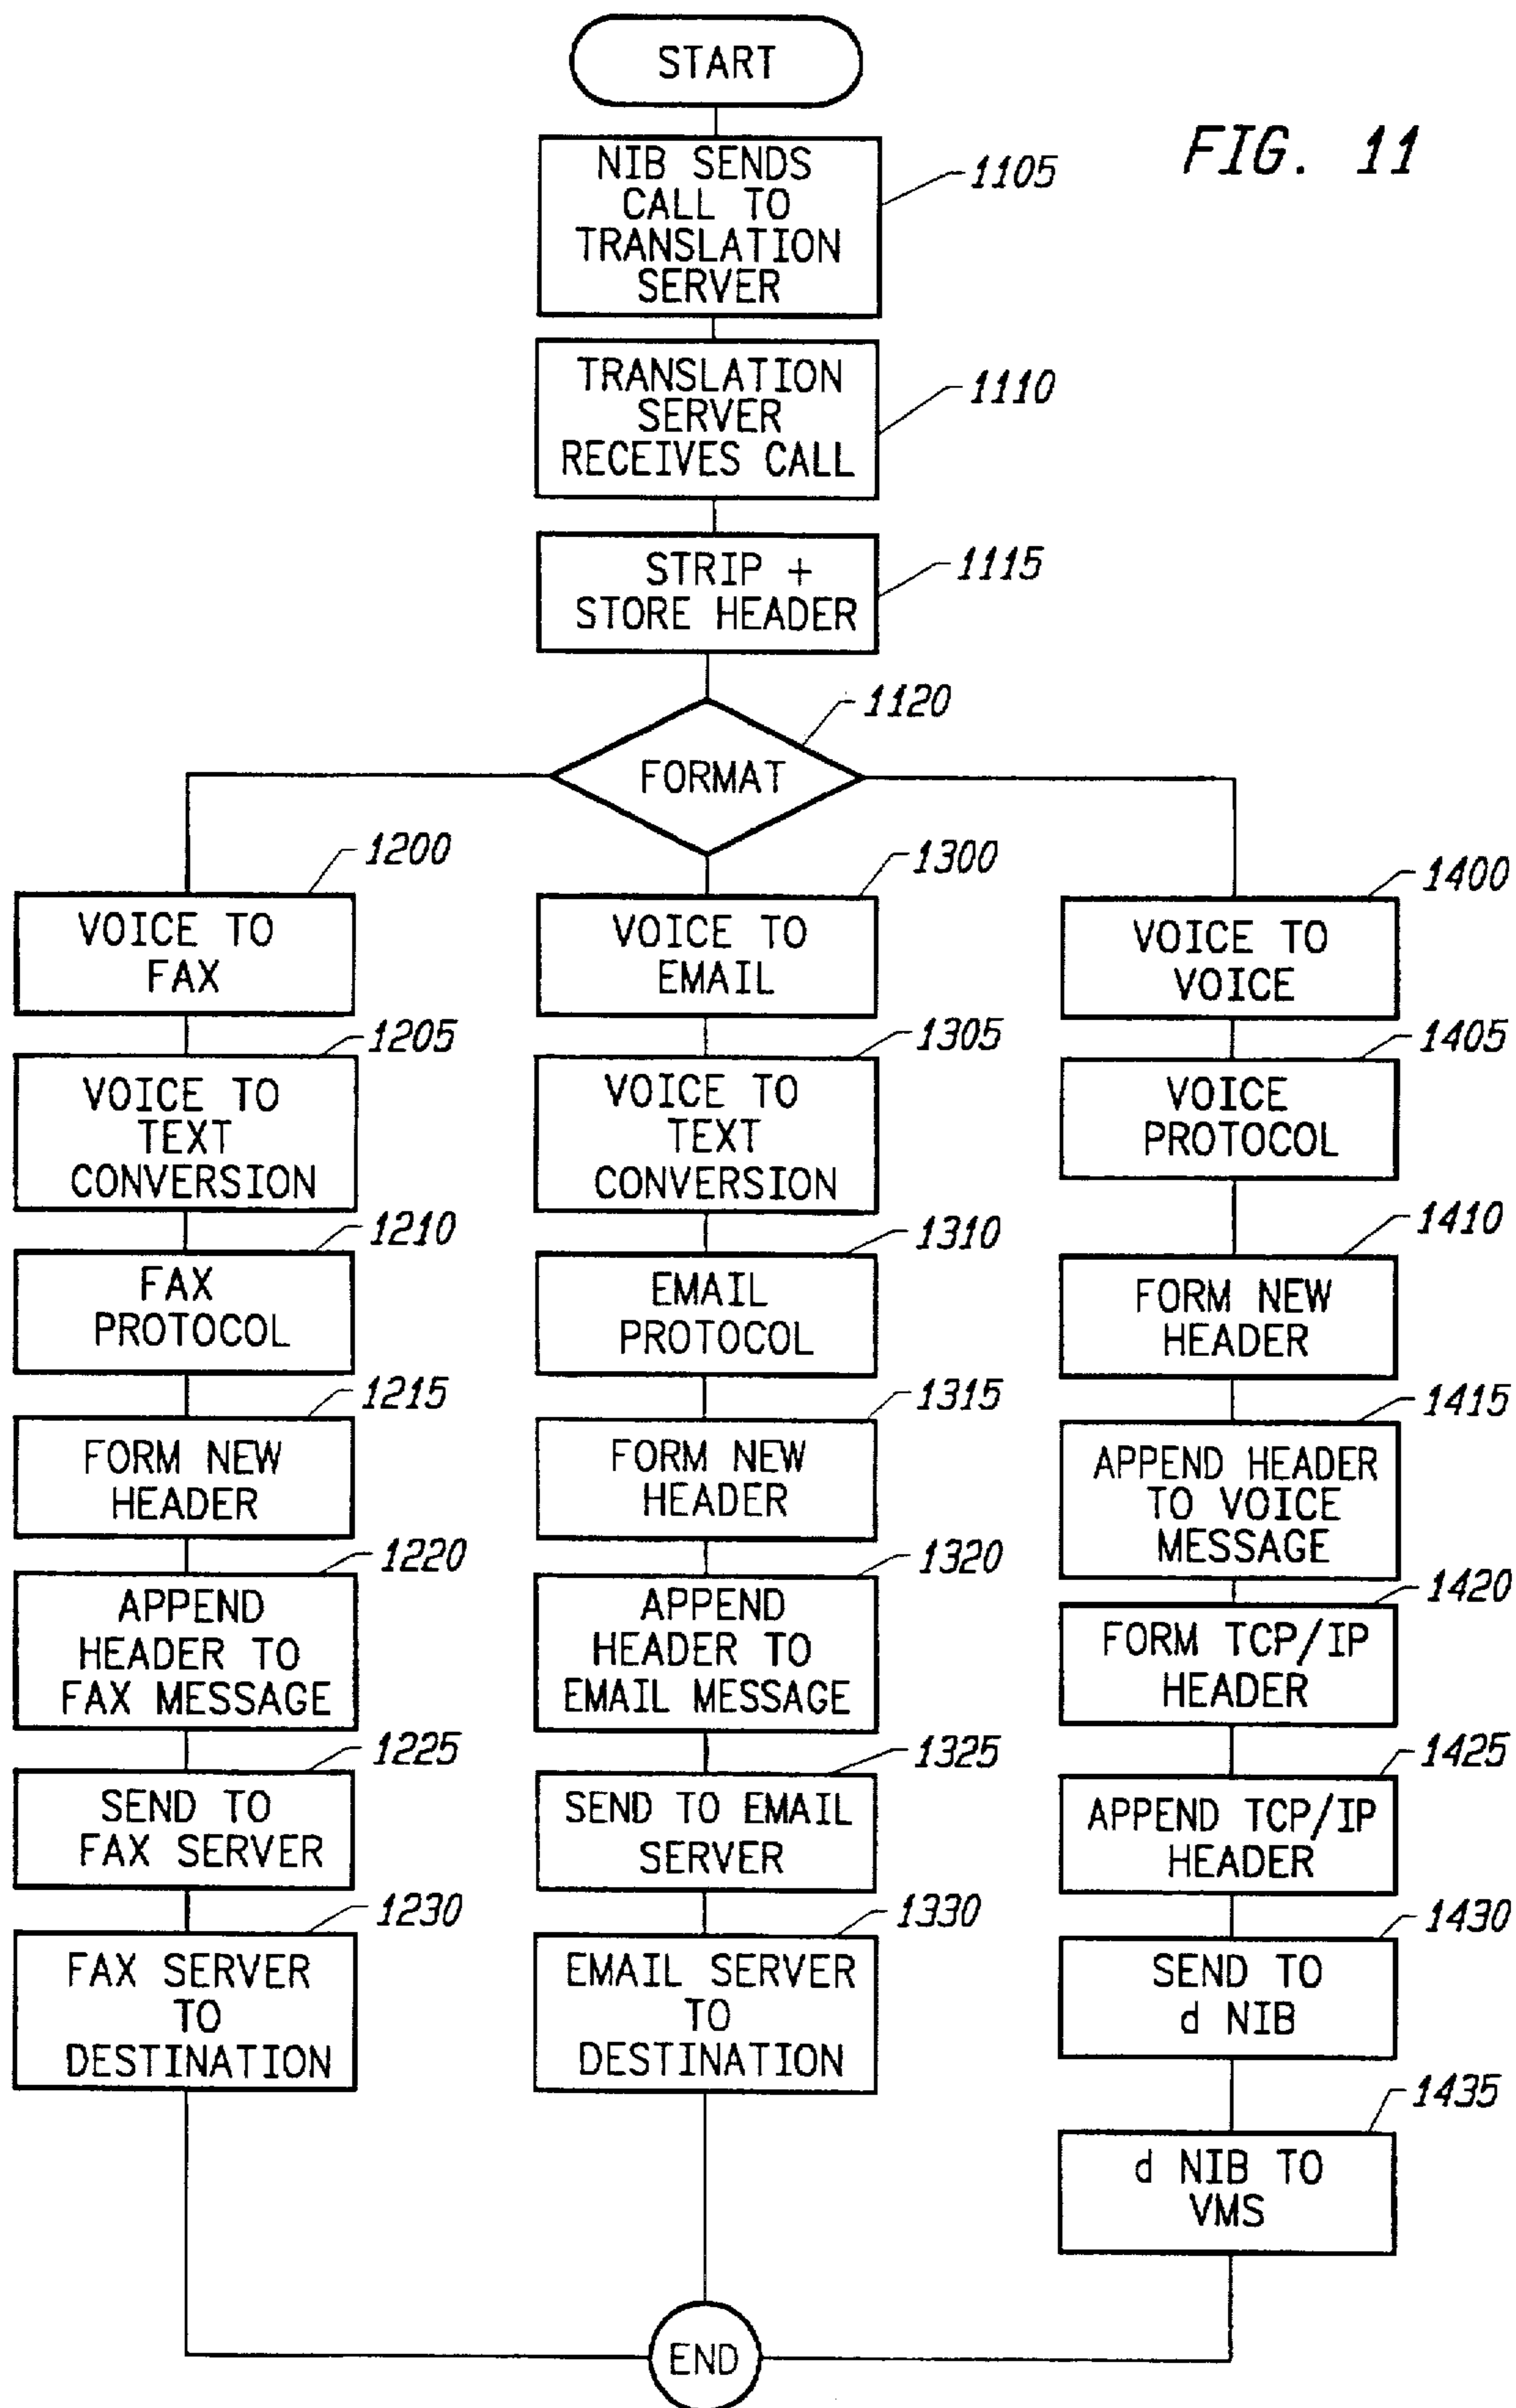 START
FIG. 11
NIB SENDS
CALL TO
TRANSLATION
SERVER
1105
TRANSLATION
SERVER
RECEIVES CALL
1110
STRIP +
STORE HEADER
1115
FORMAT
1120
VOICE TO
FAX
1200
VOICE TO
TEXT
CONVERSION
1205
FAX
PROTOCOL
1210
FORM NEW
HEADER
1215
APPEND
HEADER TO
FAX MESSAGE
1220
SEND TO
FAX SERVER
1225
FAX SERVER
TO
DESTINATION
1230
VOICE TO
EMAIL
1300
VOICE TO
TEXT
CONVERSION
1305
EMAIL
PROTOCOL
1310
FORM NEW
HEADER
1315
APPEND
HEADER TO
EMAIL MESSAGE
1320
SEND TO EMAIL
SERVER
1325
EMAIL SERVER
TO
DESTINATION
1330
VOICE TO
VOICE
1400
VOICE
PROTOCOL
1405
FORM NEW
HEADER
1410
APPEND HEADER
TO VOICE
MESSAGE
1415
FORM TCP/IP
HEADER
1420
APPEND TCP/IP
HEADER
1425
SEND TO
d NIB
1430
d NIB TO
VMS
1435
END